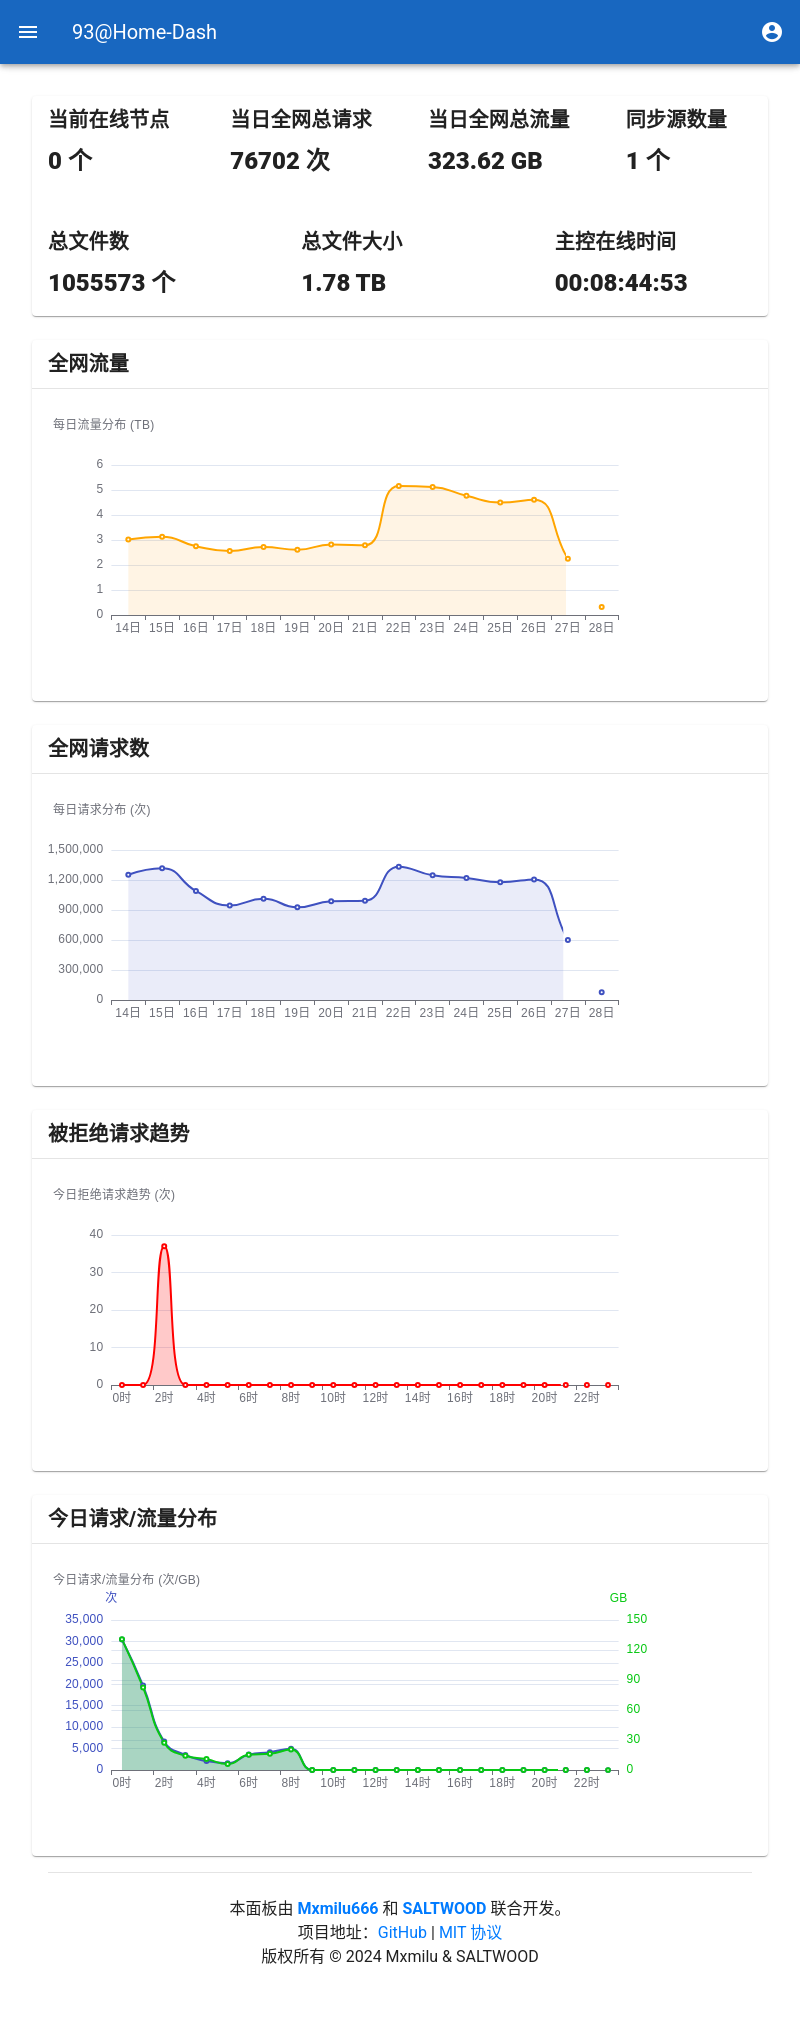 93@Home-Dash
当前在线节点 当日全网总请求 当日全网总流量 同步源数量
0 个 76702 次 323.62 GB 1 个
总文件数 总文件大小 主控在线时间
1055573 个 1.78 TB 00:08:44:53
全网流量
每日流量分布 (TB)
6
5
4
3
2
1
0
14日 15日 16日 17日 18日 19日 20日 21日 22日 23日 24日 25日 26日 27日 28日
全网请求数
每日请求分布 (次)
1,500,000
1,200,000
900,000
600,000
300,000
0
14日 15日 16日 17日 18日 19日 20日 21日 22日 23日 24日 25日 26日 27日 28日
被拒绝请求趋势
今日拒绝请求趋势 (次)
40
30
20
10
0
0时 2时 4时 6时 8时 10时 12时 14时 16时 18时 20时 22时
今日请求/流量分布
今日请求/流量分布 (次/GB)
次 GB
35,000 150
30,000
25,000 120
20,000 90
15,000
10,000 60
5,000 30
0 0
0时 2时 4时 6时 8时 10时 12时 14时 16时 18时 20时 22时
本面板由 Mxmilu666 和 SALTWOOD 联合开发。
项目地址：GitHub | MIT 协议
版权所有 © 2024 Mxmilu & SALTWOOD